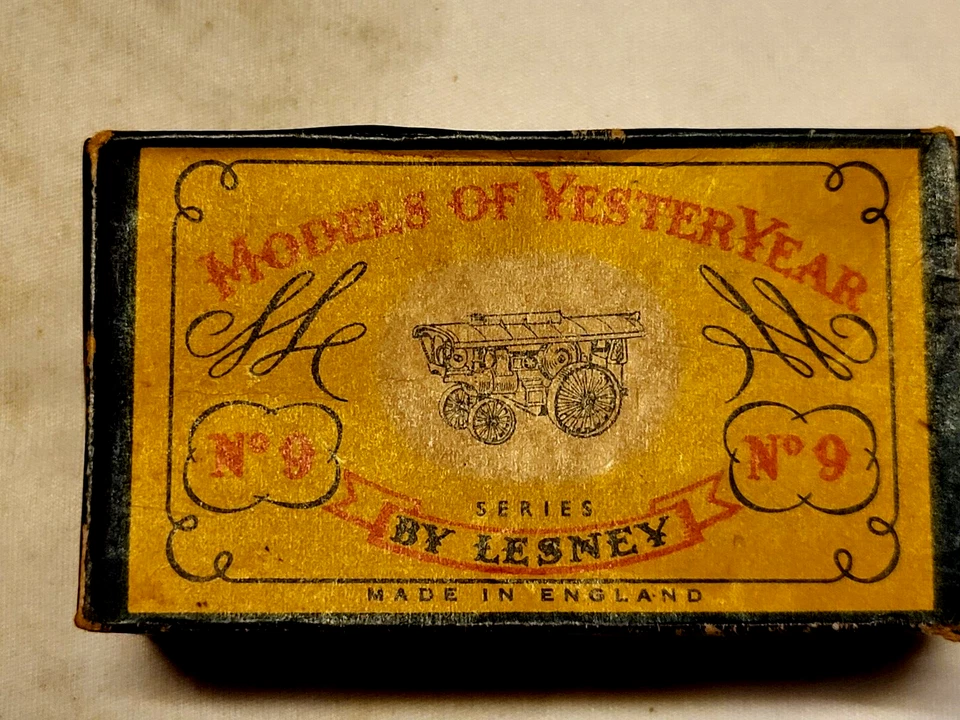 MODELS OF YESTERYEAR
Nº 9
Nº 9
SERIES
BY LESNEY
MADE IN ENGLAND